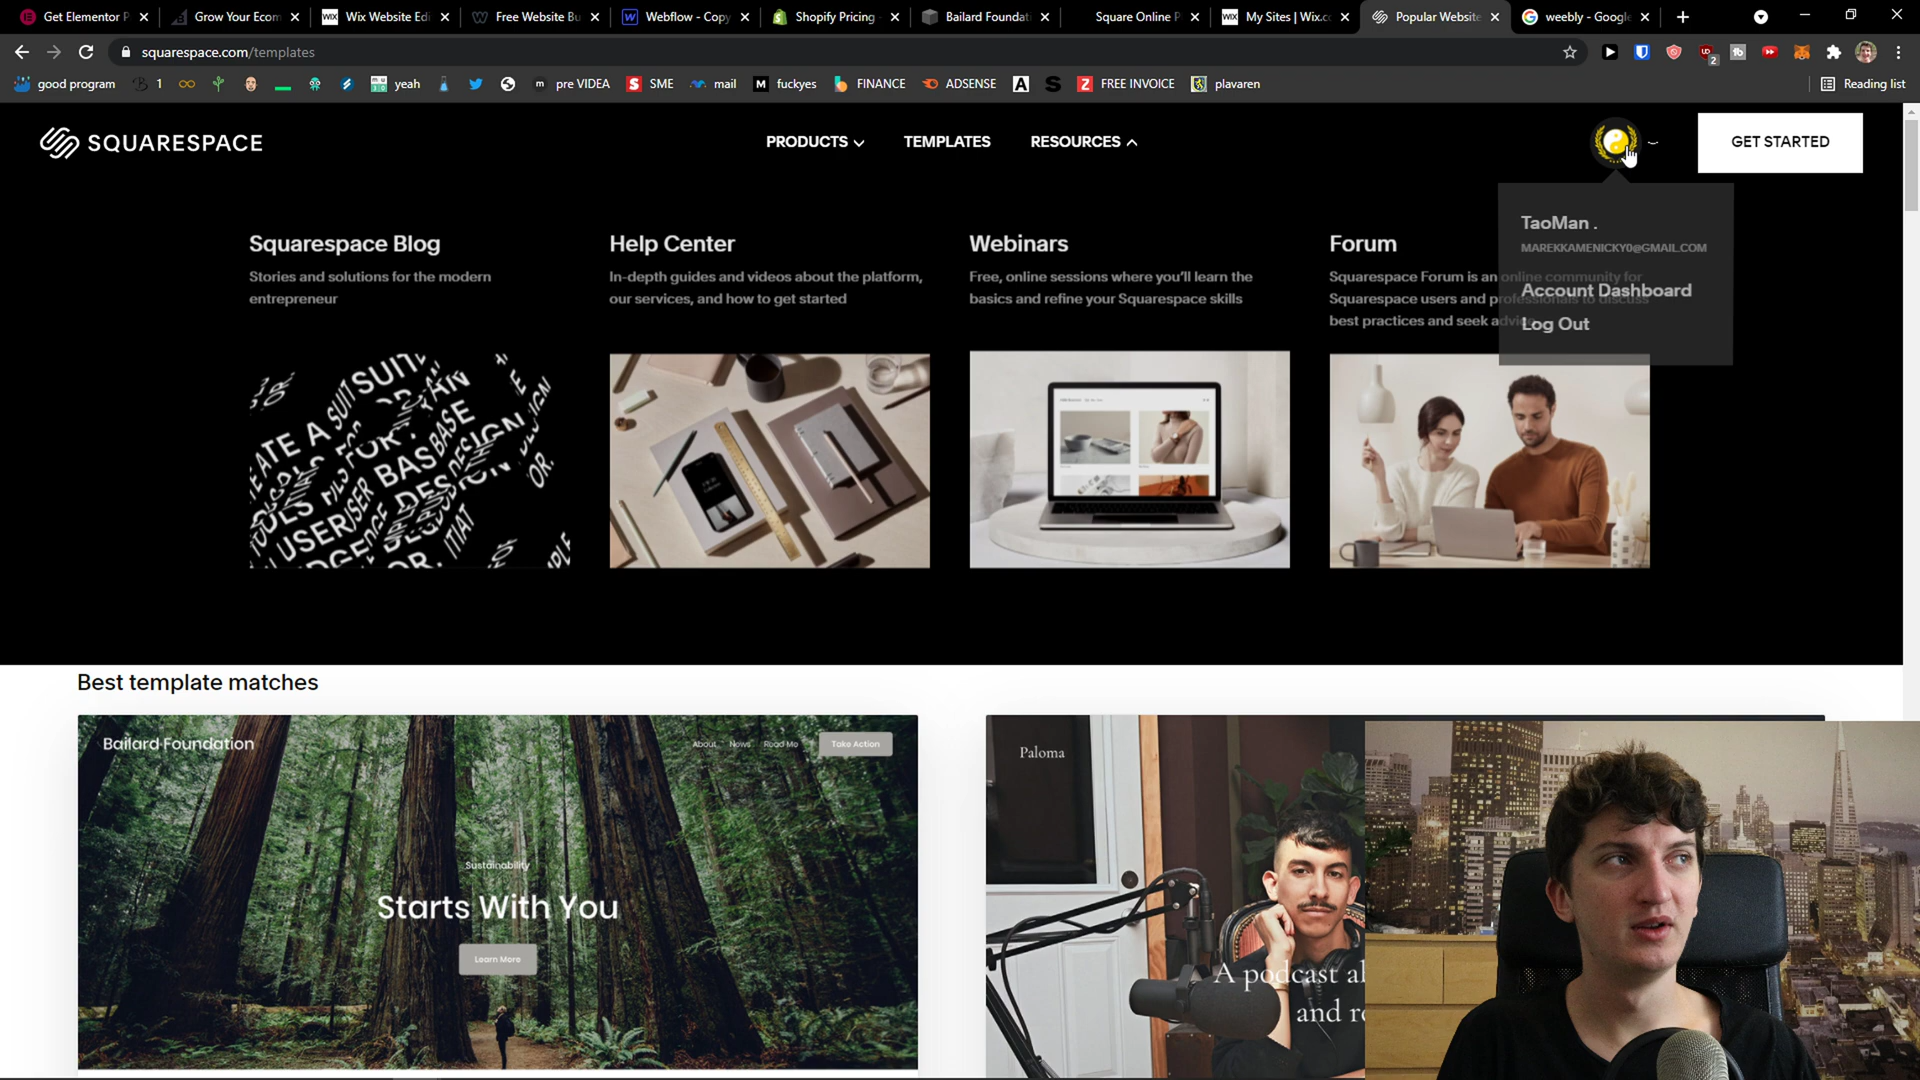 Get Elementor P
Grow Your Ecom
WIX Wix Website Edi
Free Website Bu
W Webflow - Copy
Shopify Pricing -
Bailard Foundati
Square Online P
WIX My Sites | Wix.c
Popular Website
weebly - Google
squarespace.com/templates
2
good program
1
yeah
m pre VIDEA
S SME
mail
M fuckyes
FINANCE
ADSENSE
A
S
Z FREE INVOICE
plavaren
Reading list
SQUARESPACE
PRODUCTS
TEMPLATES
RESOURCES
GET STARTED
TaoMan .
MAREKKAMENICKY0@GMAIL.COM
Account Dashboard
Log Out
Squarespace Blog
Stories and solutions for the modern
entrepreneur
Help Center
In-depth guides and videos about the platform,
our services, and how to get started
Webinars
Free, online sessions where you'll learn the
basics and refine your Squarespace skills
Forum
Squarespace Forum is an online community for
Squarespace users and professionals to discuss
best practices and seek advice
Best template matches
Bailard Foundation
About
News
Read Me
Take Action
Sustainability
Starts With You
Learn More
Paloma
A podcast
and